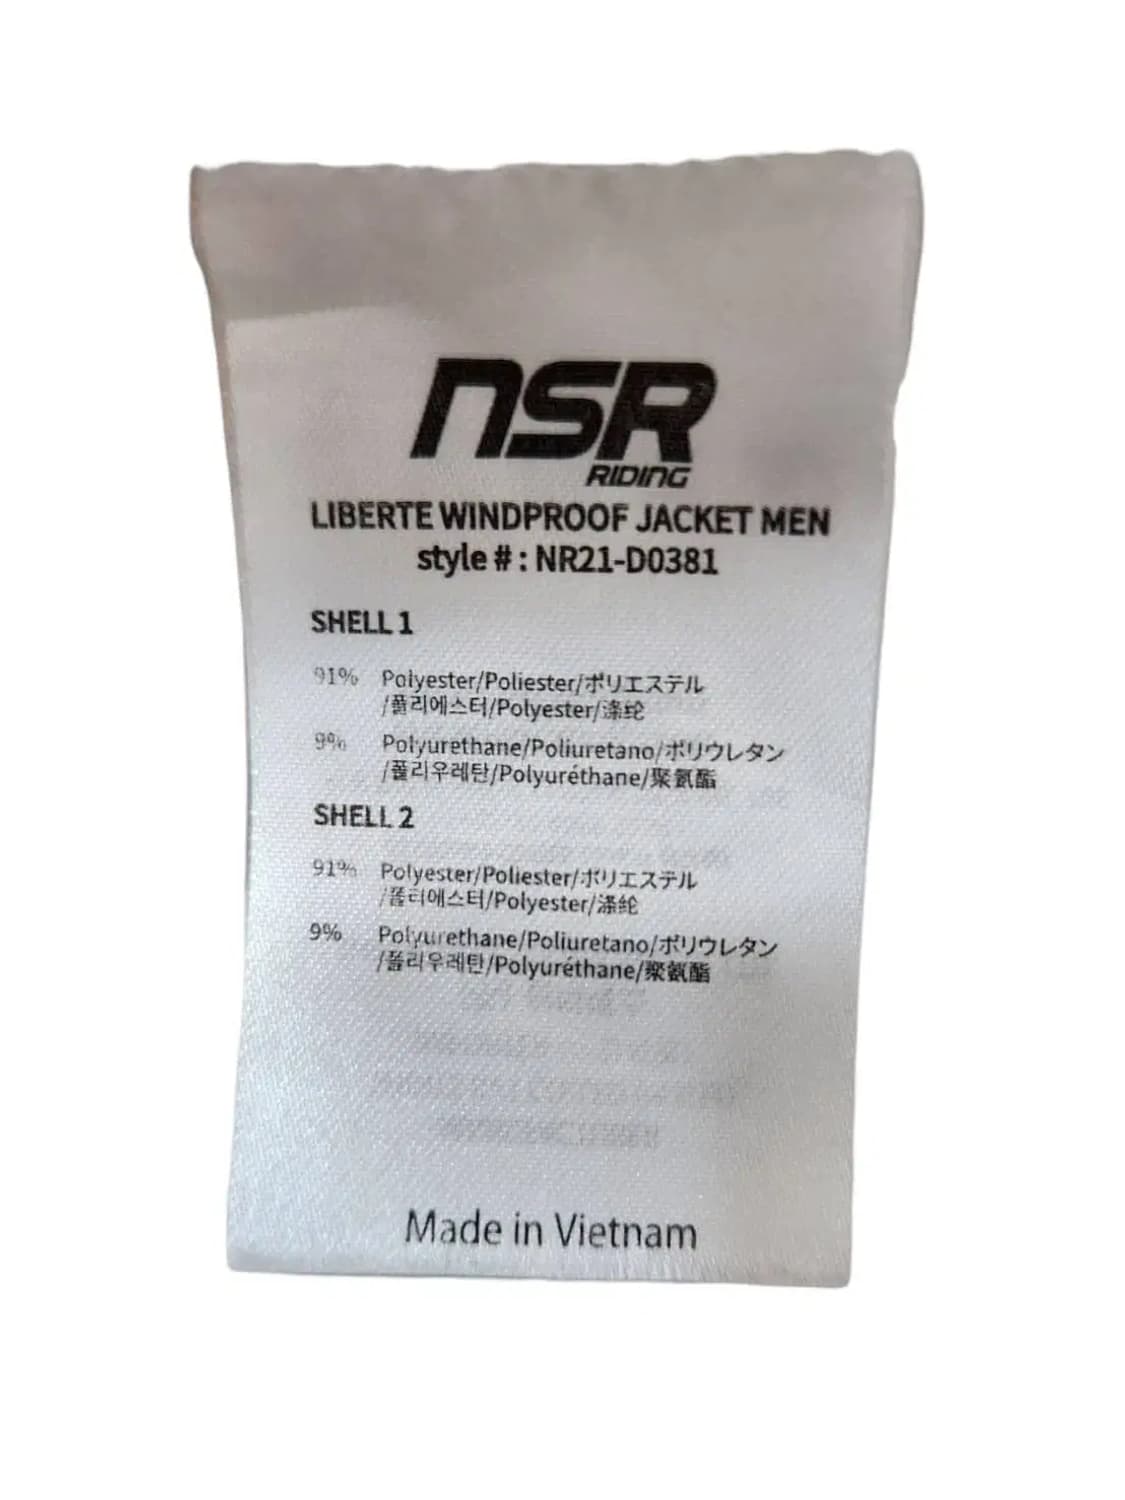 nSR
RIDING
LIBERTE WINDPROOF JACKET MEN
style # : NR21-D0381
SHELL 1
91% Polyester/Poliester/ポリエステル
/폴리에스터/Polyester/涤纶
9% Polyurethane/Poliuretano/ポリウレタン
/폴리우레탄/Polyuréthane/聚氨酯
SHELL 2
91% Polyester/Poliester/ポリエステル
/폴리에스터/Polyester/涤纶
9% Polyurethane/Poliuretano/ポリウレタン
/폴리우레탄/Polyuréthane/聚氨酯
Made in Vietnam